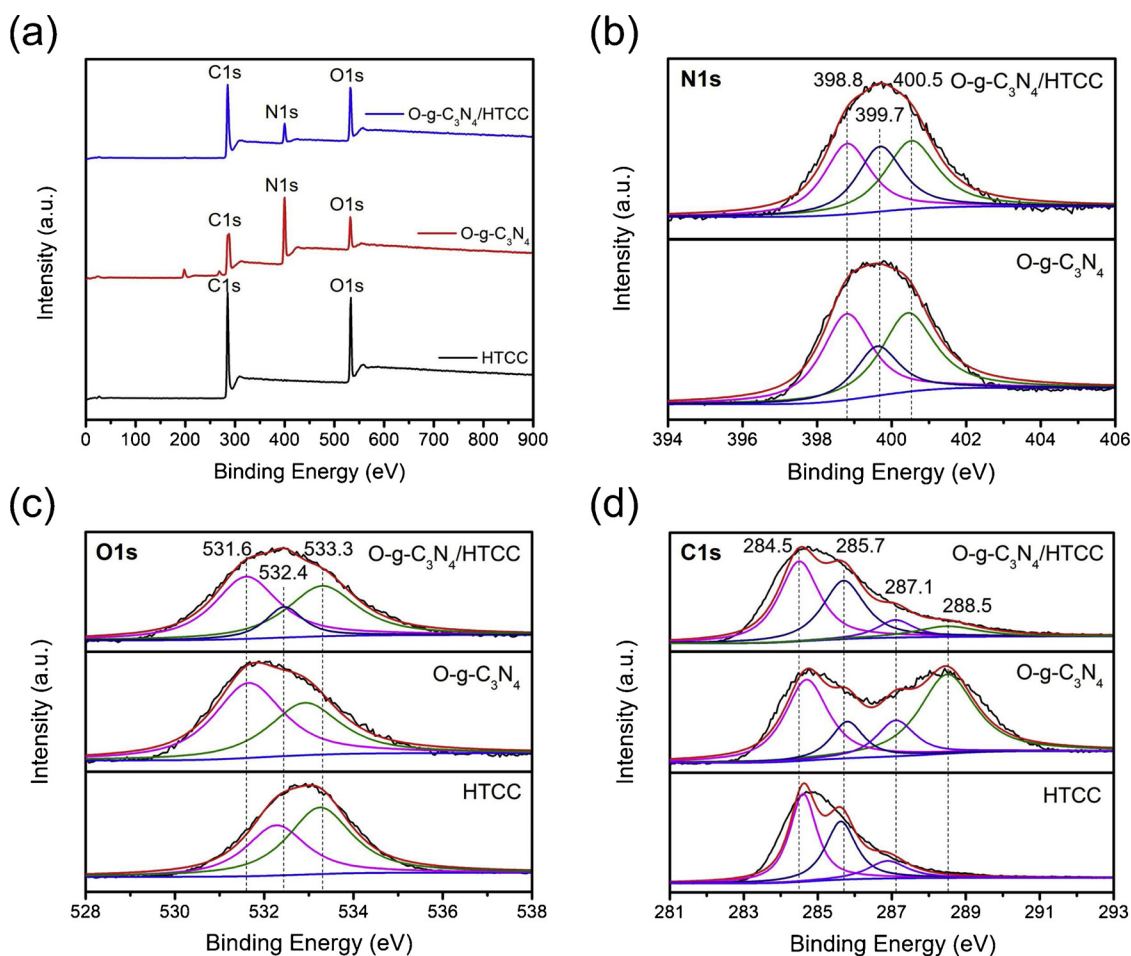 (a)
C1s
O1s
N1s
O-g-C₃N₄/HTCC
N1s
C1s
O1s
O-g-C₃N₄
C1s
O1s
HTCC
Intensity (a.u.)
0 100 200 300 400 500 600 700 800 900
Binding Energy (eV)
(b)
N1s
398.8 400.5 O-g-C₃N₄/HTCC
399.7
O-g-C₃N₄
Intensity (a.u.)
394 396 398 400 402 404 406
Binding Energy (eV)
(c)
O1s
531.6 533.3 O-g-C₃N₄/HTCC
532.4
O-g-C₃N₄
HTCC
Intensity (a.u.)
528 530 532 534 536 538
Binding Energy (eV)
(d)
C1s
284.5 285.7 O-g-C₃N₄/HTCC
287.1
288.5
O-g-C₃N₄
HTCC
Intensity (a.u.)
281 283 285 287 289 291 293
Binding Energy (eV)